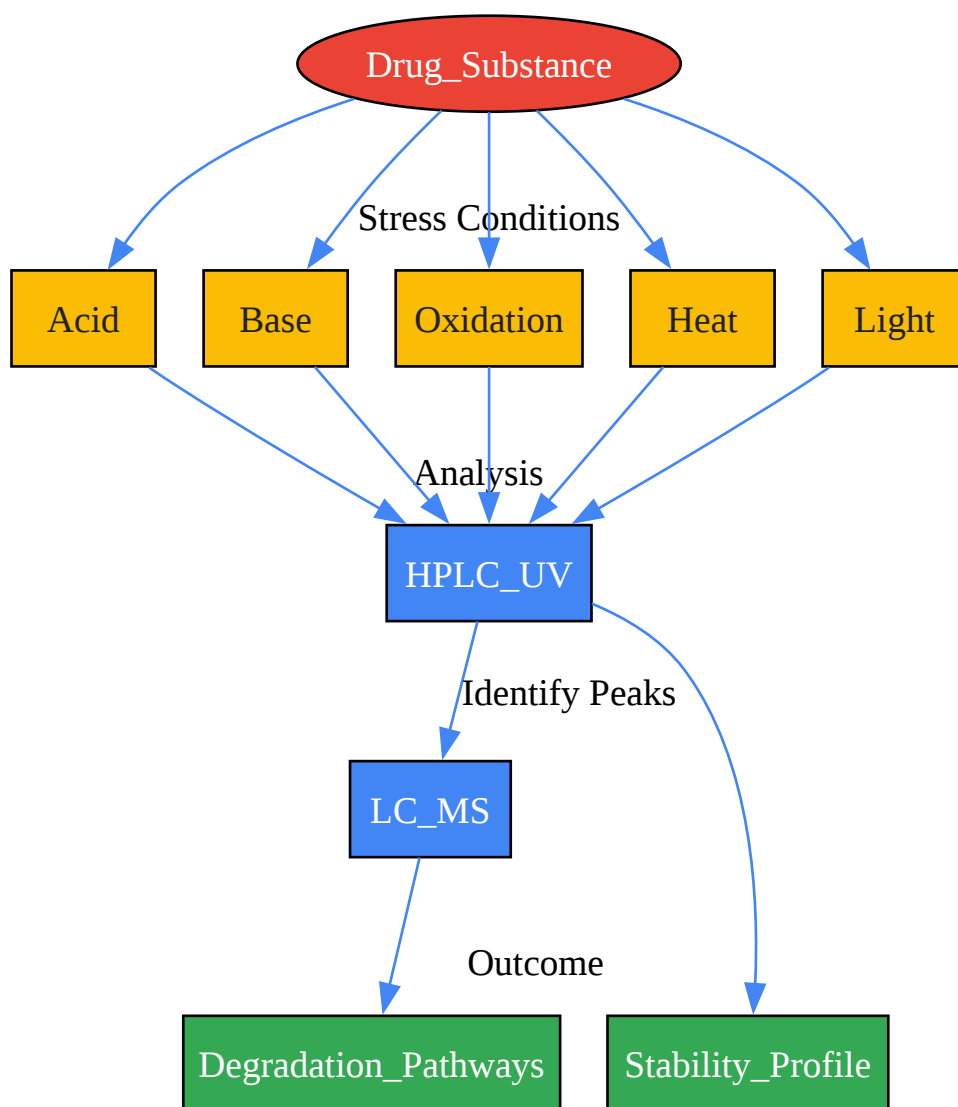 Drug_Substance
Stress Conditions
Acid
Base
Oxidation
Heat
Light
Analysis
HPLC_UV
Identify Peaks
LC_MS
Outcome
Degradation_Pathways
Stability_Profile